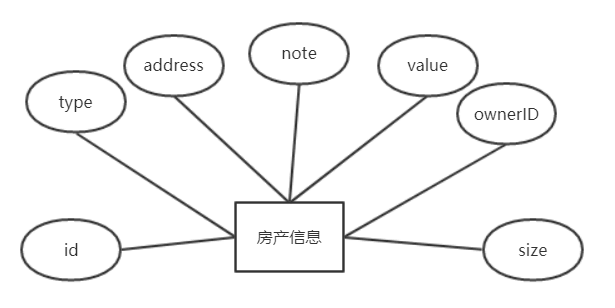 note
address
value
type
ownerID
房产信息
id
size